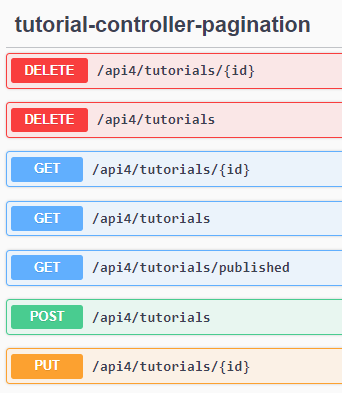 tutorial-controller-pagination
DELETE /api4/tutorials/{id}
DELETE /api4/tutorials
GET /api4/tutorials/{id}
GET /api4/tutorials
GET /api4/tutorials/published
POST /api4/tutorials
PUT /api4/tutorials/{id}